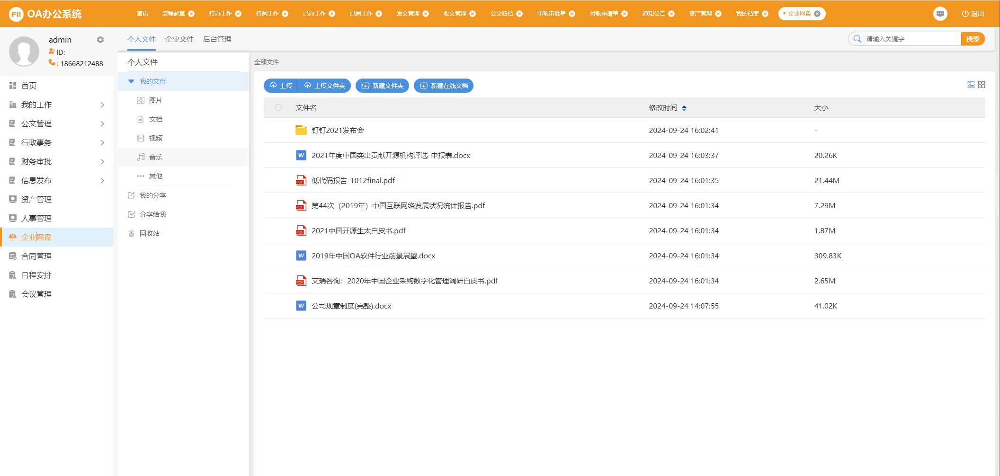 FII OA办公系统
首页 流程起草 待办工作 待阅工作 已办工作 已阅工作 发文管理 收文管理 公文归档 事项审批单 付款申请单 通知公告 资产管理 我的档案 企业网盘 退出
admin
ID:
: 18668212488
首页
我的工作
公文管理
行政事务
财务审批
信息发布
资产管理
人事管理
企业网盘
合同管理
日程安排
会议管理
个人文件 企业文件 后台管理
请输入关键字 搜索
个人文件
我的文件
图片
文档
视频
音乐
其他
我的分享
分享给我
回收站
全部文件
上传 上传文件夹 新建文件夹 新建在线文档
文件名 修改时间 大小
钉钉2021发布会 2024-09-24 16:02:41 -
W 2021年度中国突出贡献开源机构评选-申报表.docx 2024-09-24 16:03:37 20.26K
PDF 低代码报告-1012final.pdf 2024-09-24 16:01:35 21.44M
PDF 第44次（2019年）中国互联网络发展状况统计报告.pdf 2024-09-24 16:01:34 7.29M
PDF 2021中国开源生太白皮书.pdf 2024-09-24 16:01:34 1.87M
W 2019年中国OA软件行业前景展望.docx 2024-09-24 16:01:34 309.83K
PDF 艾瑞咨询：2020年中国企业采购数字化管理调研白皮书.pdf 2024-09-24 16:01:34 2.65M
W 公司规章制度(完整).docx 2024-09-24 14:07:55 41.02K